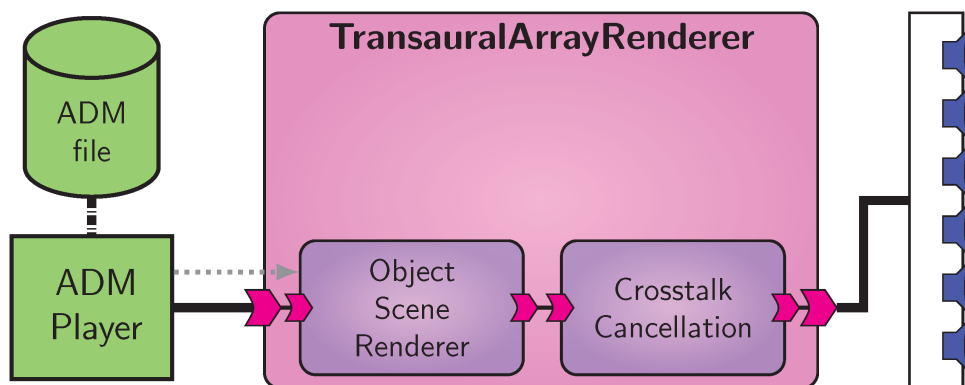 TransauralArrayRenderer
ADM
file
ADM
Player
Object
Scene
Renderer
Crosstalk
Cancellation